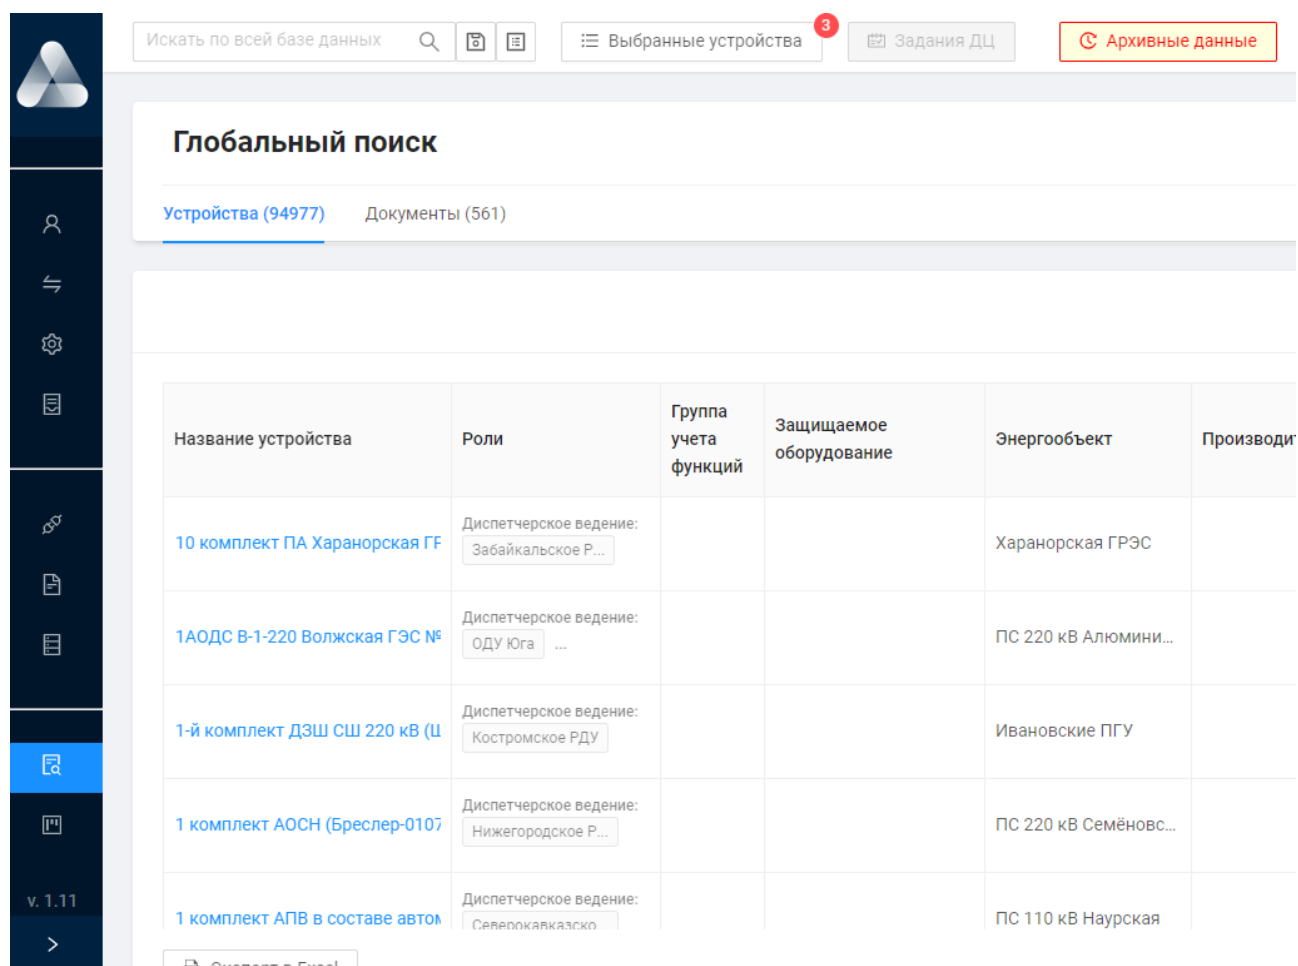 Искать по всей базе данных
Выбранные устройства
3
Задания ДЦ
Архивные данные
Глобальный поиск
Устройства (94977)
Документы (561)
Название устройства
Роли
Группа
учета
функций
Защищаемое
оборудование
Энергообъект
Производит
10 комплект ПА Харанорская ГР
Диспетчерское ведение:
Забайкальское Р...
Харанорская ГРЭС
1АОДС В-1-220 Волжская ГЭС №
Диспетчерское ведение:
ОДУ Юга
...
ПС 220 кВ Алюмини...
1-й комплект ДЗШ СШ 220 кВ (Ш
Диспетчерское ведение:
Костромское РДУ
Ивановские ПГУ
1 комплект АОСН (Бреслер-0107
Диспетчерское ведение:
Нижегородское Р...
ПС 220 кВ Семёновс...
1 комплект АПВ в составе автом
Диспетчерское ведение:
Северокавказско...
ПС 110 кВ Наурская
Экспорт в Excel
v. 1.11